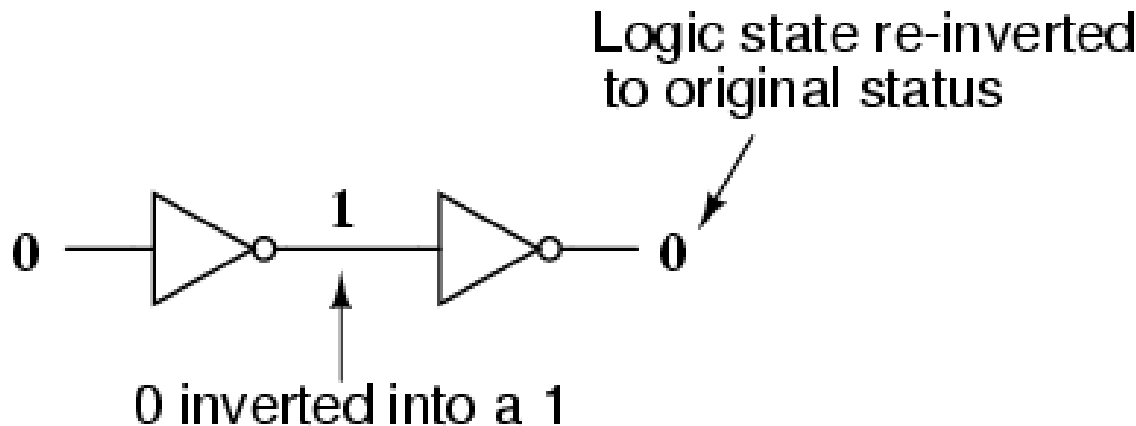 Logic state re-inverted
to original status
0
1
0
0 inverted into a 1